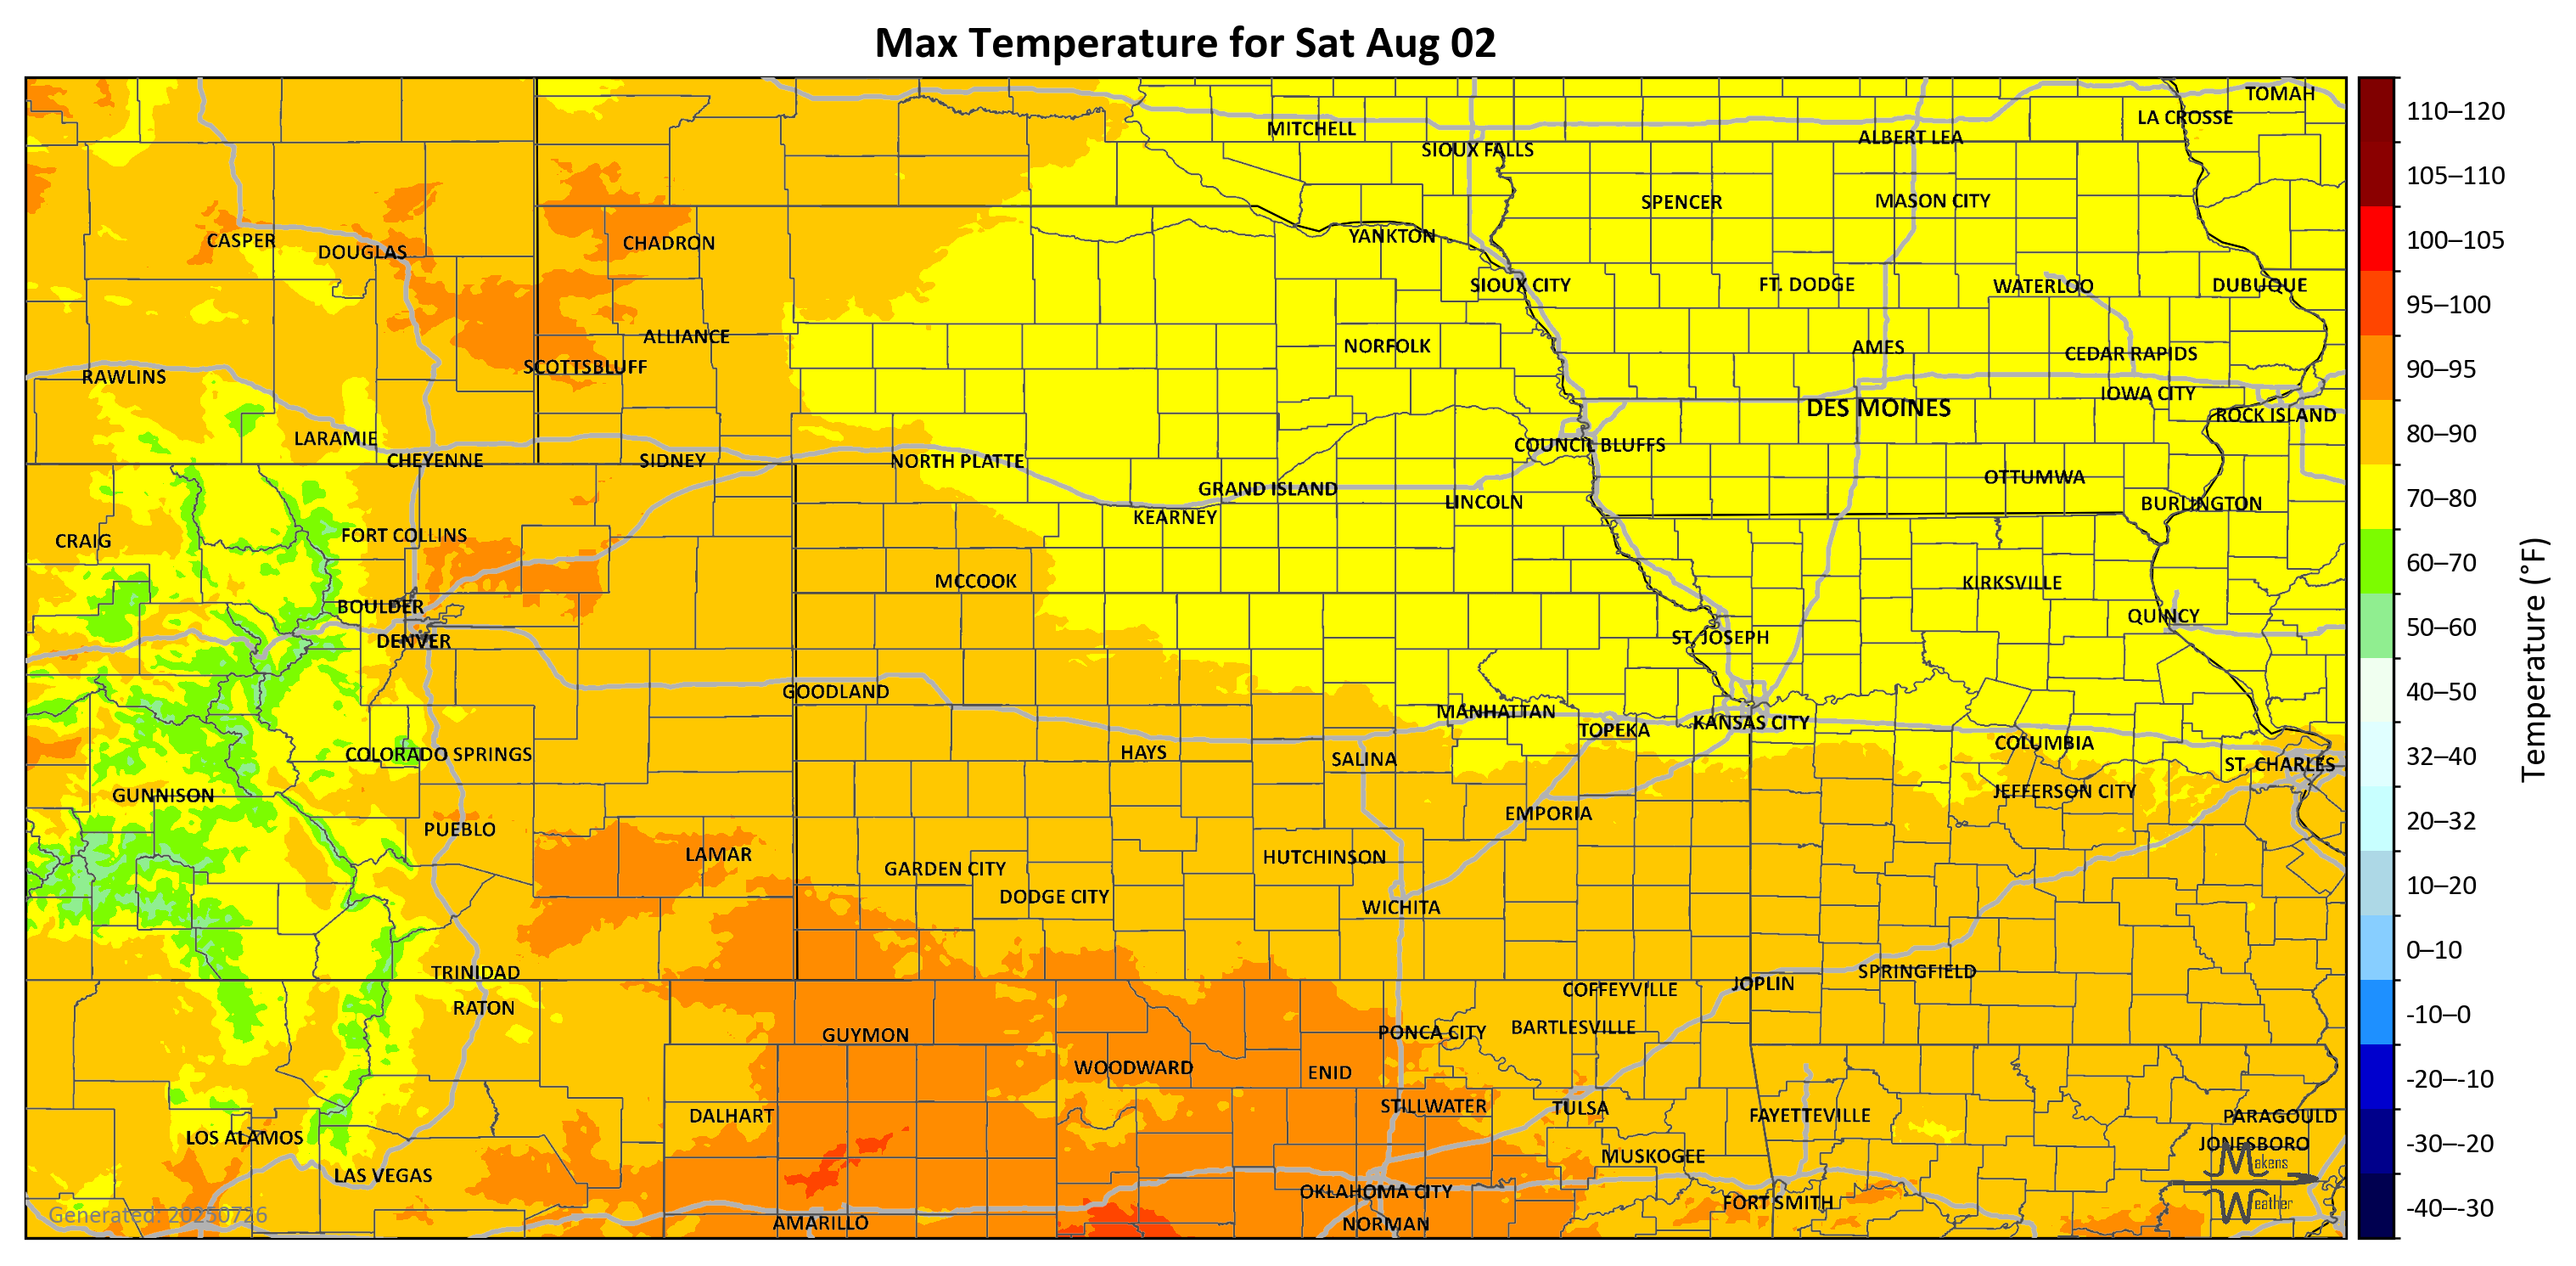 Max Temperature for Sat Aug 02
TOMAH
LA CROSSE
MITCHELL
ALBERT LEA
SIOUX FALLS
SPENCER
MASON CITY
CASPER
DOUGLAS
CHADRON
YANKTON
SIOUX CITY
FT. DODGE
WATERLOO
DUBUQUE
ALLIANCE
NORFOLK
AMES
CEDAR RAPIDS
SCOTTSBLUFF
RAWLINS
IOWA CITY
DES MOINES
ROCK ISLAND
LARAMIE
COUNCIL BLUFFS
CHEYENNE
SIDNEY
NORTH PLATTE
OTTUMWA
GRAND ISLAND
LINCOLN
BURLINGTON
KEARNEY
FORT COLLINS
CRAIG
MCCOOK
KIRKSVILLE
BOULDER
QUINCY
DENVER
ST. JOSEPH
GOODLAND
MANHATTAN
KANSAS CITY
TOPEKA
COLUMBIA
COLORADO SPRINGS
HAYS
SALINA
ST. CHARLES
GUNNISON
JEFFERSON CITY
EMPORIA
PUEBLO
LAMAR
HUTCHINSON
GARDEN CITY
DODGE CITY
WICHITA
TRINIDAD
SPRINGFIELD
JOPLIN
COFFEYVILLE
RATON
GUYMON
PONCA CITY
BARTLESVILLE
WOODWARD
ENID
STILLWATER
TULSA
DALHART
FAYETTEVILLE
PARAGOULD
LOS ALAMOS
JONESBORO
MUSKOGEE
LAS VEGAS
OKLAHOMA CITY
FORT SMITH
AMARILLO
NORMAN
Generated: 20250726
Makens
Weather
110–120
105–110
100–105
95–100
90–95
80–90
70–80
60–70
50–60
40–50
32–40
20–32
10–20
0–10
-10–0
-20–-10
-30–-20
-40–-30
Temperature (°F)